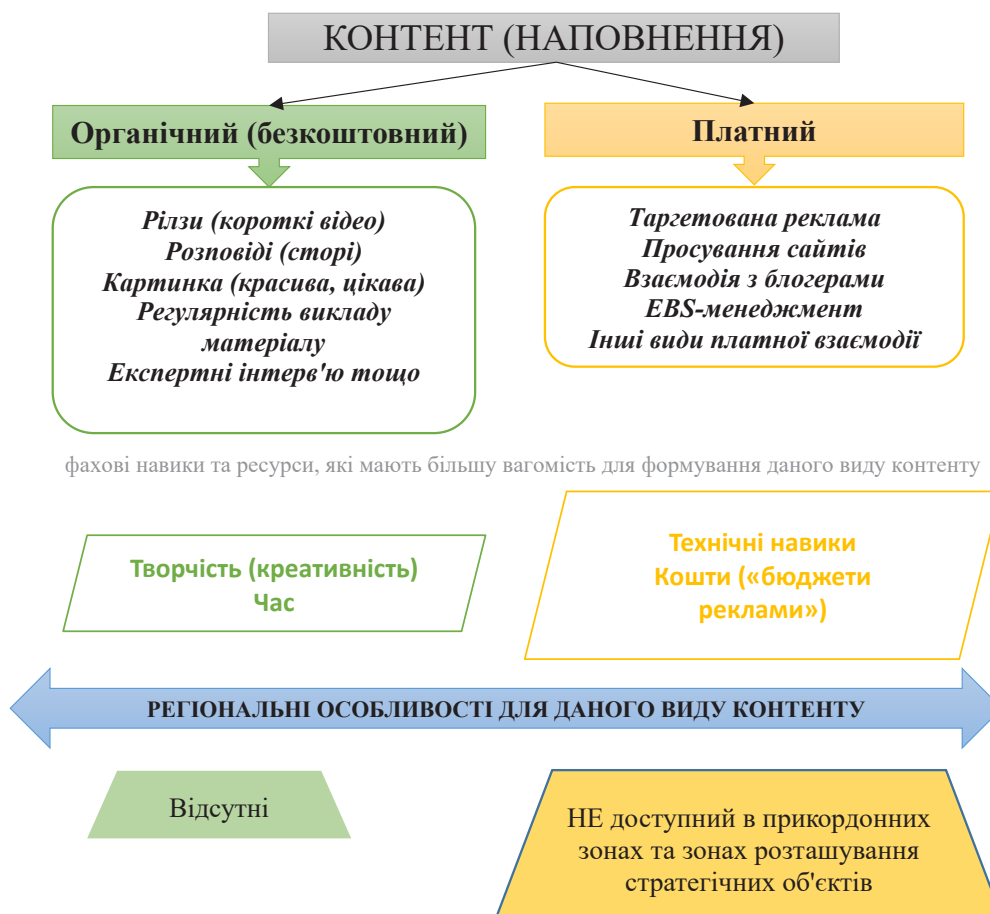 КОНТЕНТ (НАПОВНЕННЯ)
Органічний (безкоштовний)
Рілзи (короткі відео)
Розповіді (сторі)
Картинка (красива, цікава)
Регулярність викладу
матеріалу
Експертні інтерв'ю тощо
Платний
Таргетована реклама
Просування сайтів
Взаємодія з блогерами
EBS-менеджмент
Інші види платної взаємодії
фахові навики та ресурси, які мають більшу вагомість для формування даного виду контенту
Творчість (креативність)
Час
Технічні навики
Кошти («бюджети
реклами»)
РЕГІОНАЛЬНІ ОСОБЛИВОСТІ ДЛЯ ДАНОГО ВИДУ КОНТЕНТУ
Відсутні
НЕ доступний в прикордонних
зонах та зонах розташування
стратегічних об'єктів